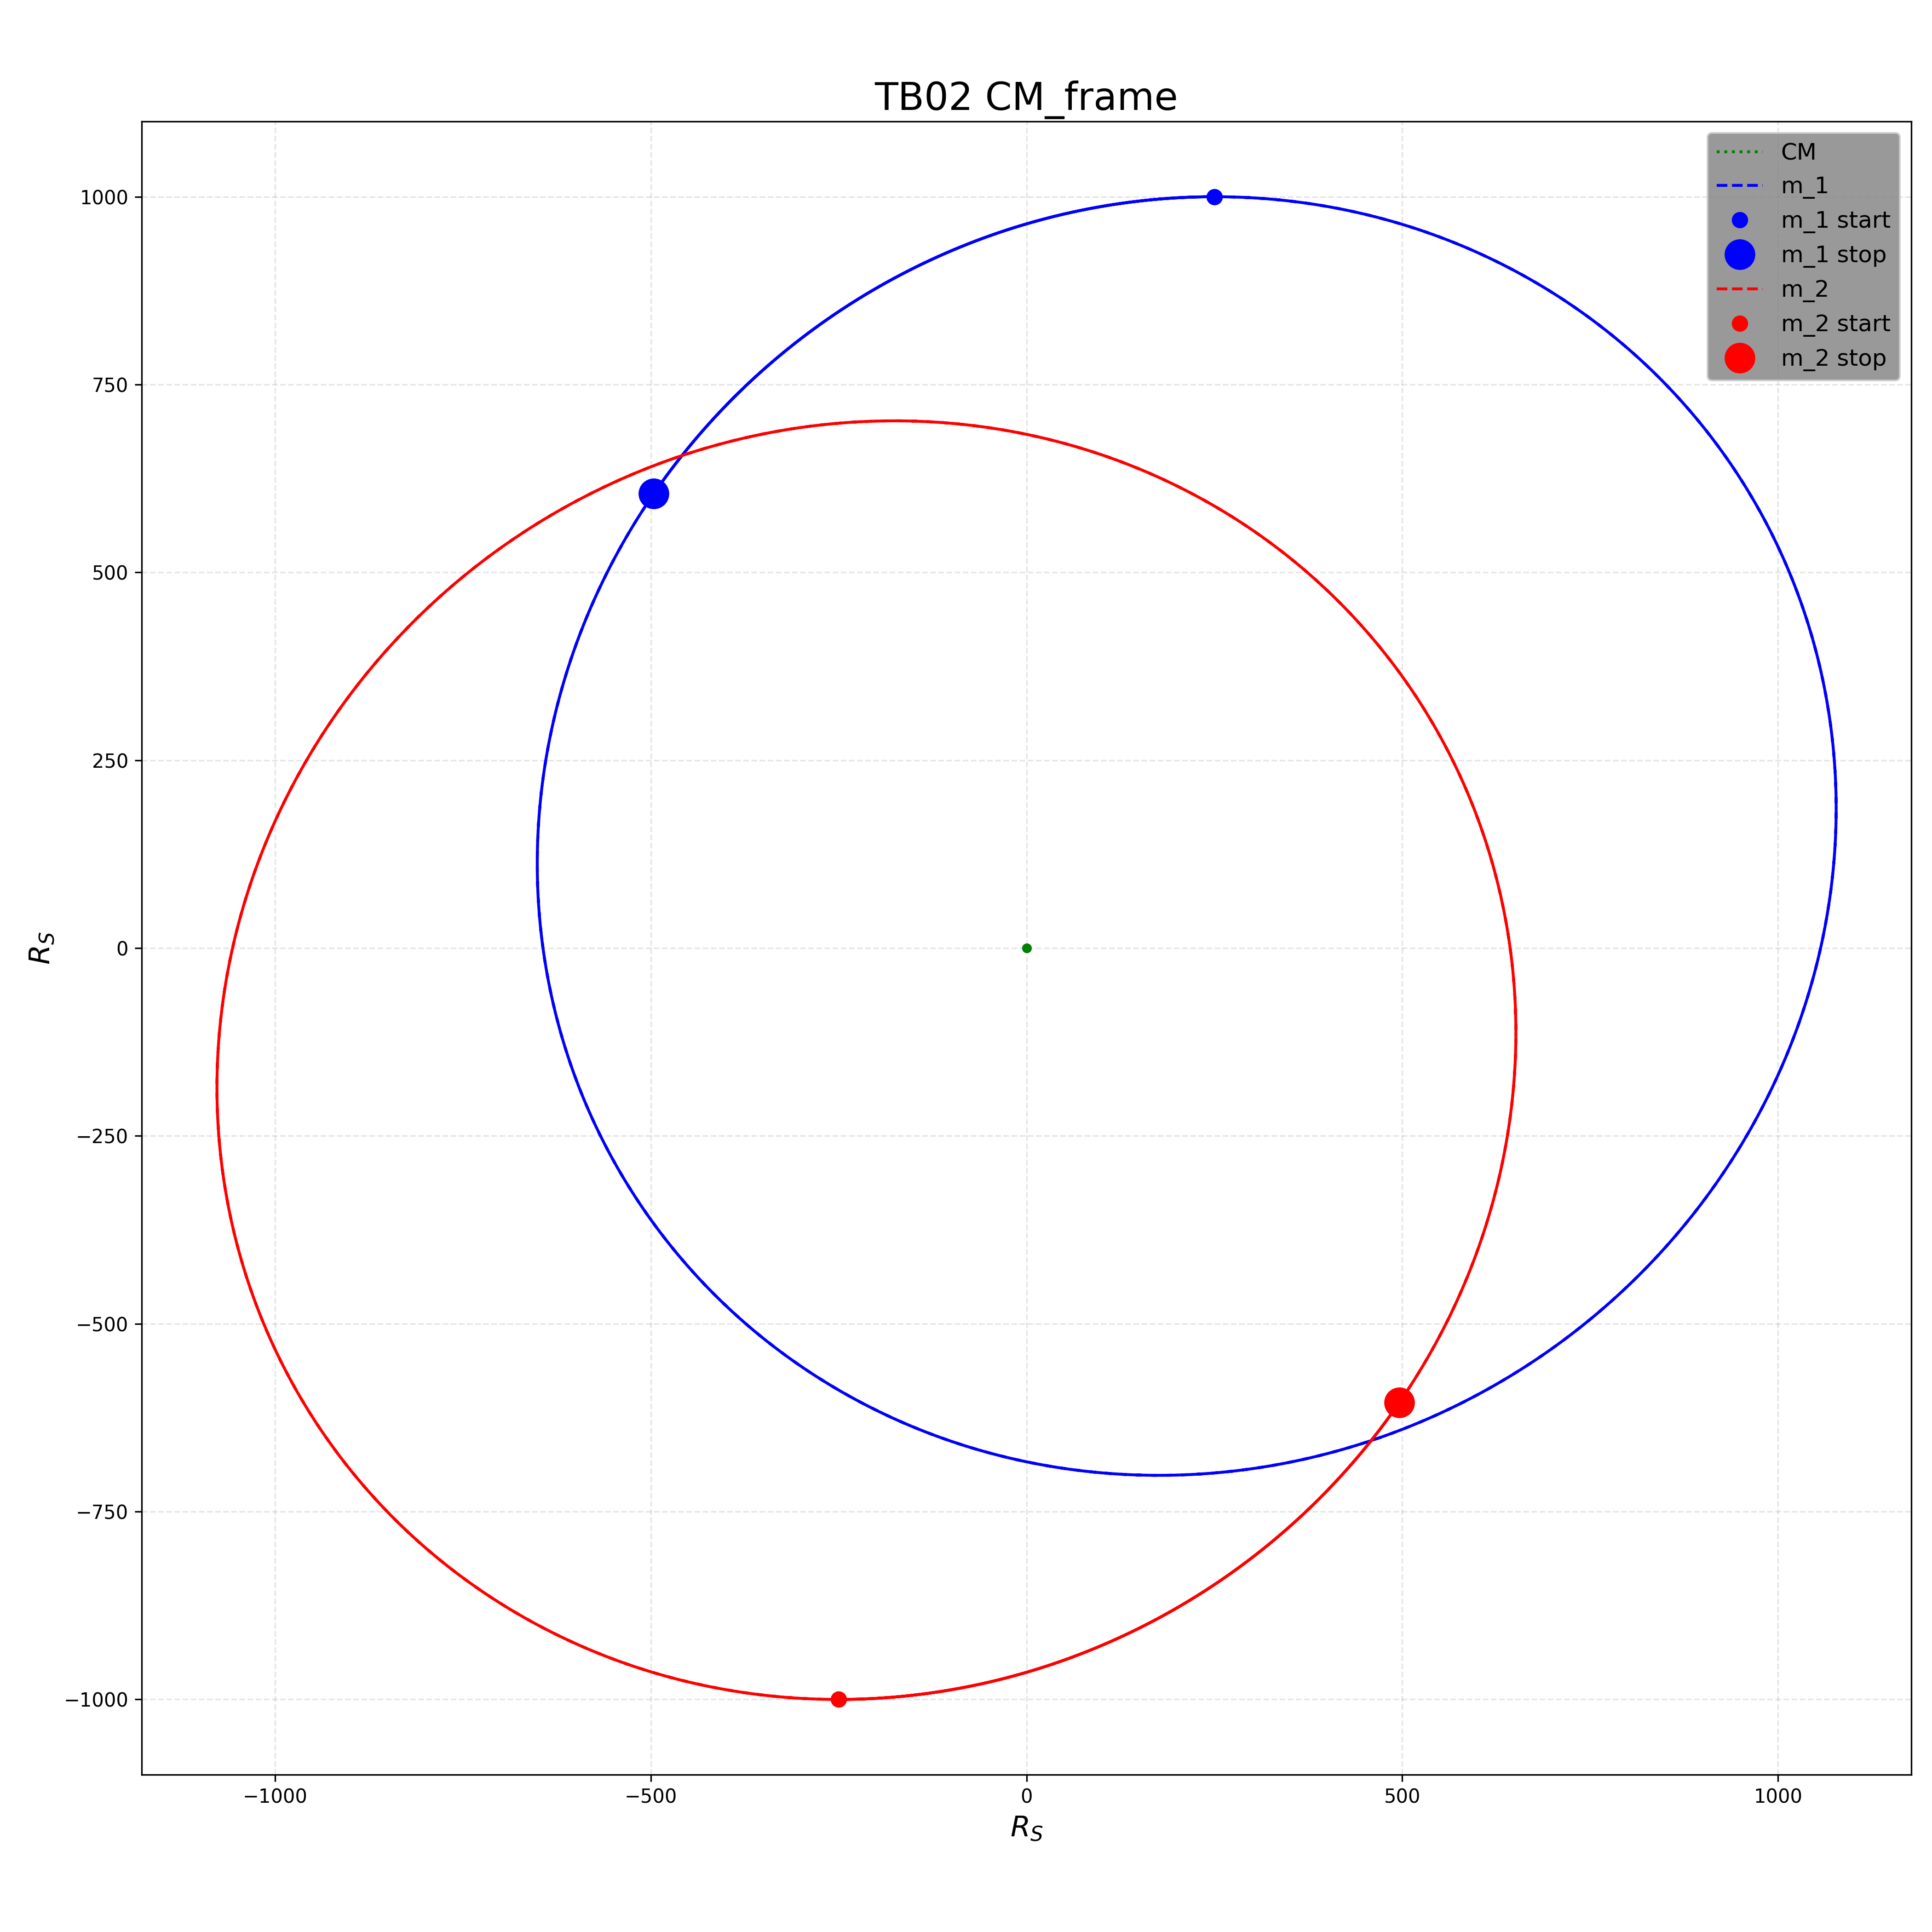 TB02 CM_frame
CM
m_1
m_1 start
m_1 stop
m_2
m_2 start
m_2 stop
1000
750
500
250
0
−250
−500
−750
−1000
R_S
−1000
−500
0
500
1000
R_S